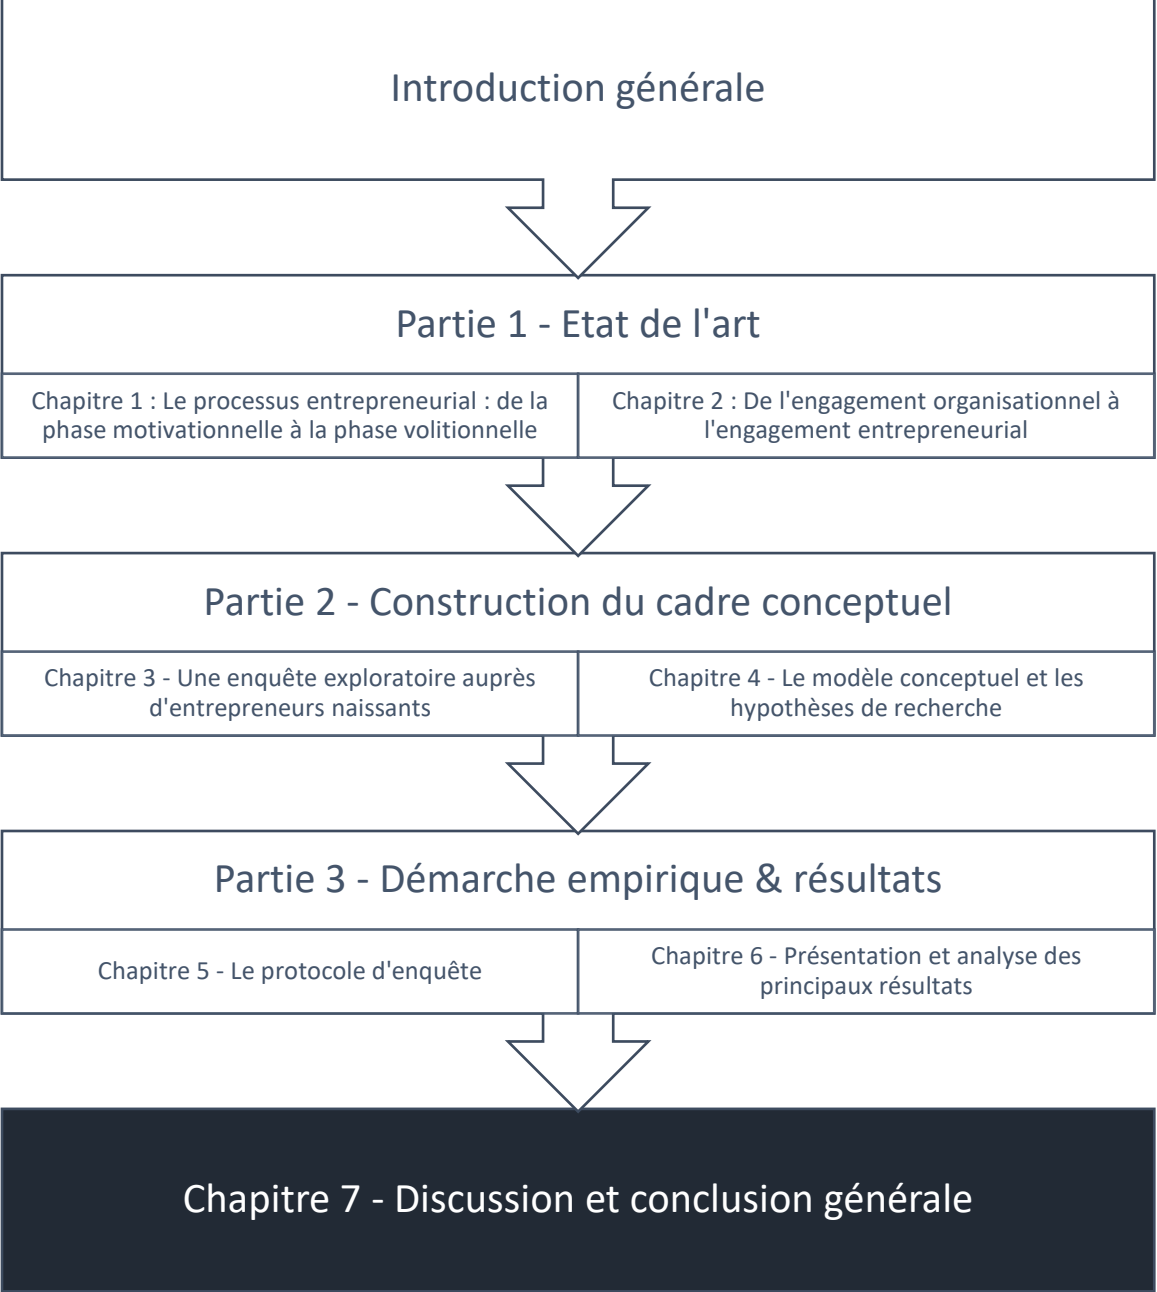 Introduction générale
Partie 1 - Etat de l'art
Chapitre 1 : Le processus entrepreneurial : de la
phase motivationnelle à la phase volitionnelle
Chapitre 2 : De l'engagement organisationnel à
l'engagement entrepreneurial
Partie 2 - Construction du cadre conceptuel
Chapitre 3 - Une enquête exploratoire auprès
d'entrepreneurs naissants
Chapitre 4 - Le modèle conceptuel et les
hypothèses de recherche
Partie 3 - Démarche empirique & résultats
Chapitre 5 - Le protocole d'enquête
Chapitre 6 - Présentation et analyse des
principaux résultats
Chapitre 7 - Discussion et conclusion générale